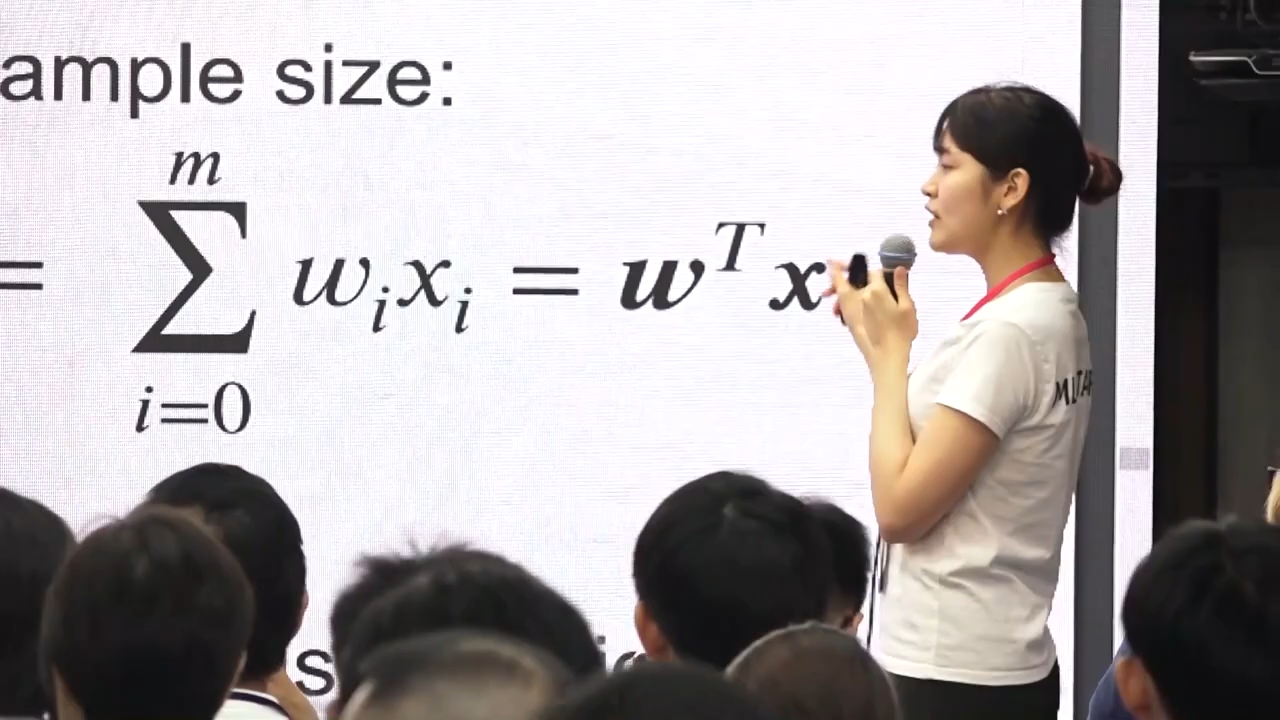 ample size:
m
= ∑ wᵢxᵢ = wᵀx
i=0